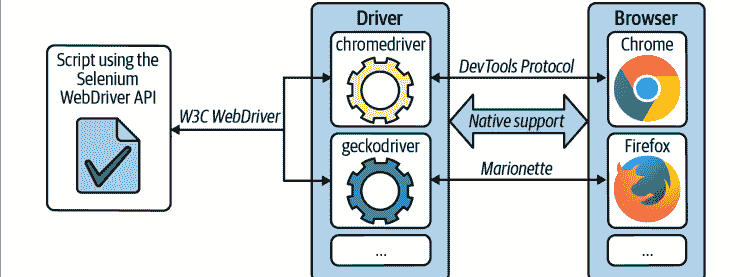 Script using the
Selenium
WebDriver API
W3C WebDriver
Driver
chromedriver
geckodriver
...
DevTools Protocol
Native support
Marionette
Browser
Chrome
Firefox
...